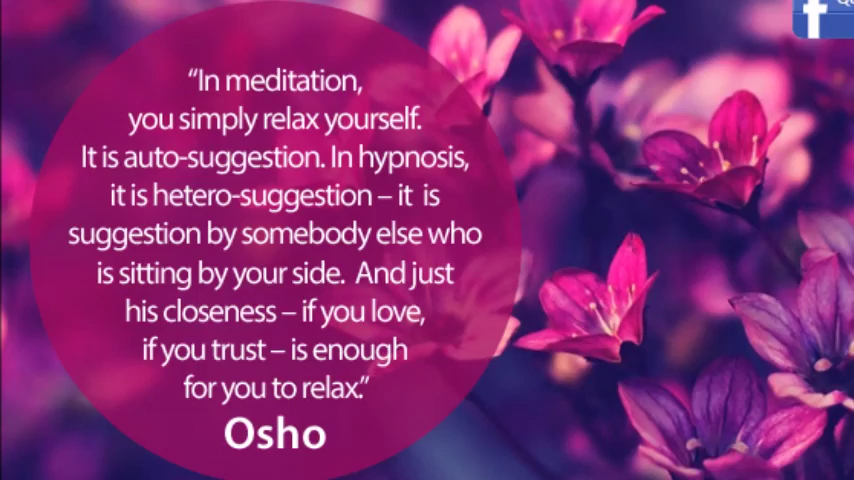 “In meditation,
you simply relax yourself.
It is auto-suggestion. In hypnosis,
it is hetero-suggestion – it is
suggestion by somebody else who
is sitting by your side. And just
his closeness – if you love,
if you trust – is enough
for you to relax.”
Osho
f